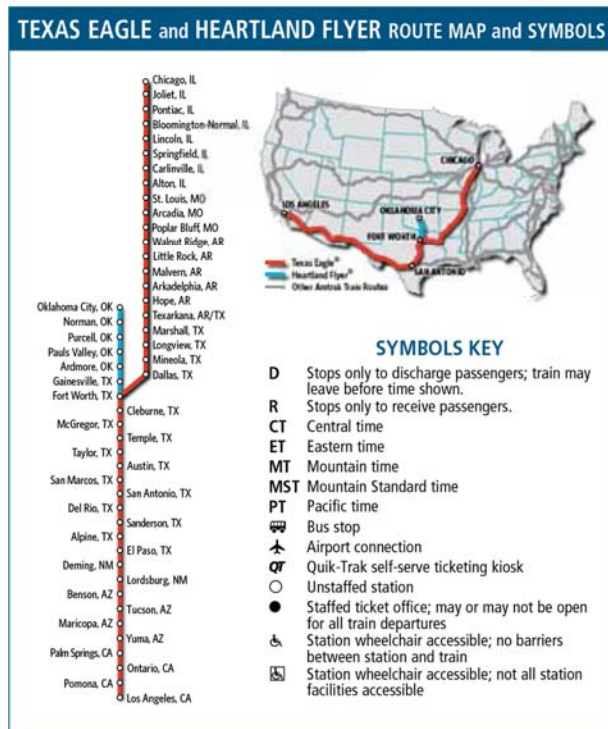 TEXAS EAGLE and HEARTLAND FLYER ROUTE MAP and SYMBOLS
Chicago, IL
Joliet, IL
Pontiac, IL
Bloomington-Normal, IL
Lincoln, IL
Springfield, IL
Carlinville, IL
Alton, IL
St. Louis, MO
Arcadia, MO
Poplar Bluff, MO
Walnut Ridge, AR
Little Rock, AR
Malvern, AR
Arkadelphia, AR
Hope, AR
Texarkana, AR/TX
Marshall, TX
Longview, TX
Mineola, TX
Dallas, TX
Oklahoma City, OK
Norman, OK
Purcell, OK
Pauls Valley, OK
Ardmore, OK
Gainesville, TX
Fort Worth, TX
Cleburne, TX
McGregor, TX
Temple, TX
Taylor, TX
Austin, TX
San Marcos, TX
San Antonio, TX
Del Rio, TX
Sanderson, TX
Alpine, TX
El Paso, TX
Deming, NM
Lordsburg, NM
Benson, AZ
Tucson, AZ
Maricopa, AZ
Yuma, AZ
Palm Springs, CA
Ontario, CA
Pomona, CA
Los Angeles, CA
CHICAGO
LOS ANGELES
OKLAHOMA CITY
FORT WORTH
SAN ANTONIO
Texas Eagle®
Heartland Flyer®
Other Amtrak Train Routes
SYMBOLS KEY
D Stops only to discharge passengers; train may
leave before time shown.
R Stops only to receive passengers.
CT Central time
ET Eastern time
MT Mountain time
MST Mountain Standard time
PT Pacific time
Bus stop
Airport connection
QT Quik-Trak self-serve ticketing kiosk
Unstaffed station
Staffed ticket office; may or may not be open
for all train departures
Station wheelchair accessible; no barriers
between station and train
Station wheelchair accessible; not all station
facilities accessible